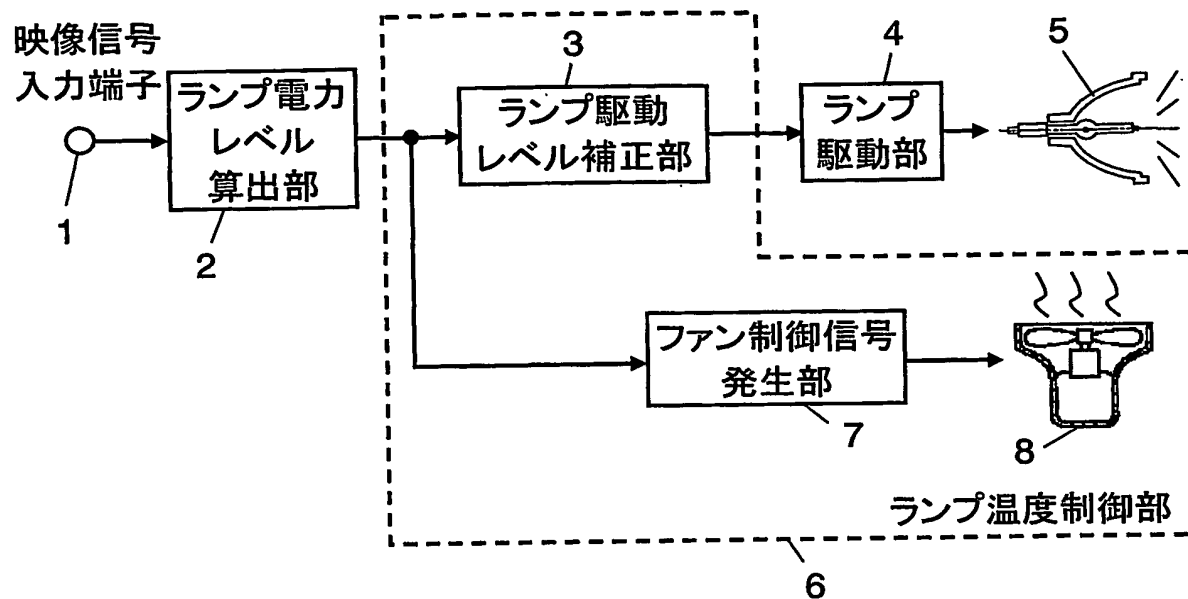 映像信号
入力端子
1
ランプ電力
レベル
算出部
2
3
ランプ駆動
レベル補正部
4
ランプ
駆動部
5
ファン制御信号
発生部
7
8
ランプ温度制御部
6